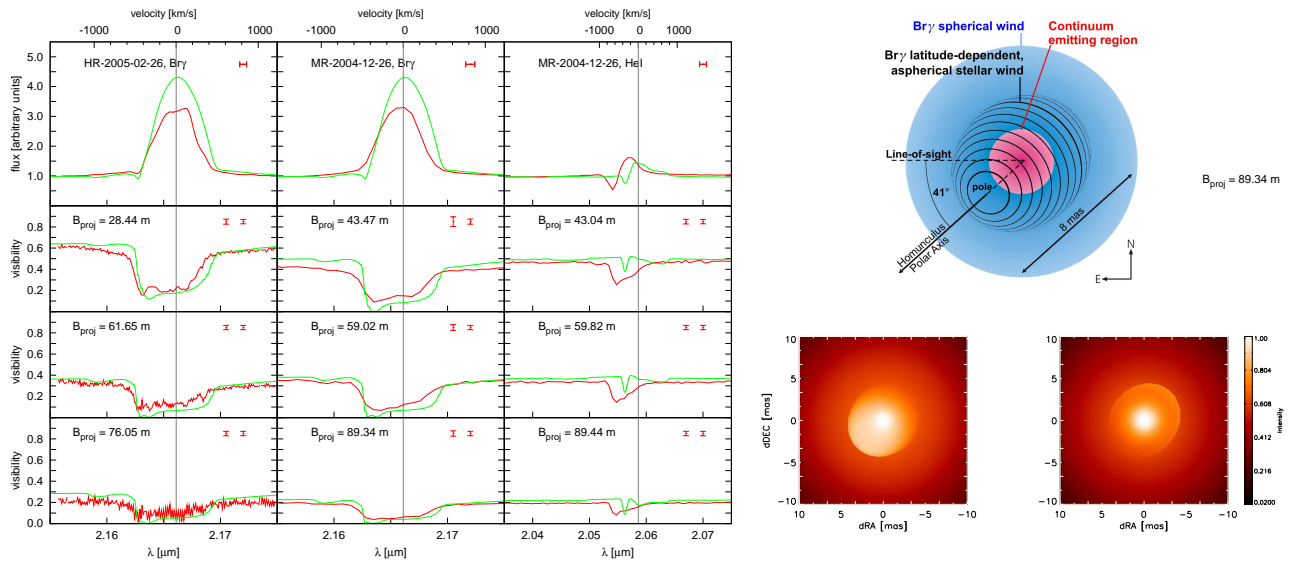 velocity [km/s] velocity [km/s] velocity [km/s]
-1000 0 1000 -1000 0 1000 -1000 0 1000
HR-2005-02-26, Brγ MR-2004-12-26, Brγ MR-2004-12-26, HeI
flux [arbitrary units]
5.0
4.0
3.0
2.0
1.0
B_proj = 28.44 m B_proj = 43.47 m B_proj = 43.04 m
visibility
0.8
0.6
0.4
0.2
B_proj = 61.65 m B_proj = 59.02 m B_proj = 59.82 m
visibility
0.8
0.6
0.4
0.2
B_proj = 76.05 m B_proj = 89.34 m B_proj = 89.44 m
visibility
0.8
0.6
0.4
0.2
0.0
2.16 2.17 2.16 2.17 2.04 2.05 2.06 2.07
λ [μm] λ [μm] λ [μm]
Brγ spherical wind
Continuum
emitting region
Brγ latitude-dependent,
aspherical stellar wind
Line-of-sight
41°
pole
8 mas
Homunculus
Polar Axis
N
E
B_proj = 89.34 m
dDEC [mas]
10
5
0
-5
-10
10 5 0 -5 -10
dRA [mas]
10
5
0
-5
-10
10 5 0 -5 -10
dRA [mas]
1.00
0.804
0.608
0.412
0.216
0.0200
Intensity